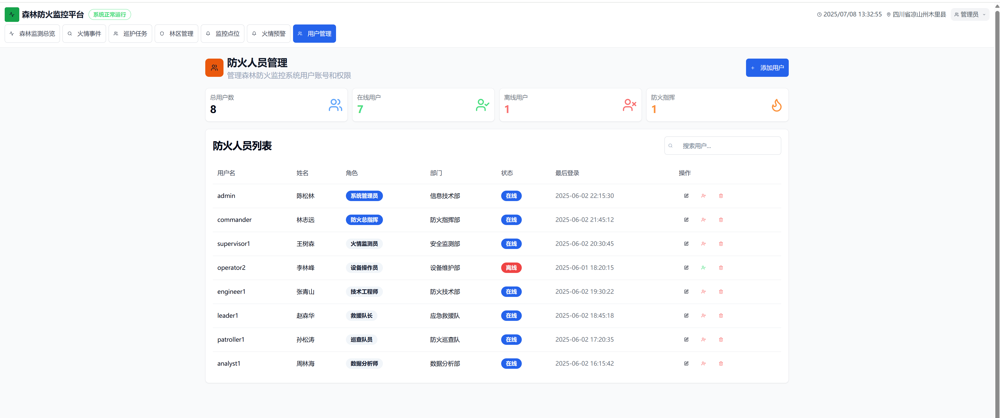 森林防火监控平台 系统正常运行 2025/07/08 13:32:55 四川省凉山州木里县 管理员
森林监测总览 火情事件 巡护任务 林区管理 监控点位 火情预警 用户管理
防火人员管理
管理森林防火监控系统用户账号和权限
添加用户
总用户数 在线用户 离线用户 防火指挥
8 7 1 1
防火人员列表 搜索用户...
用户名 姓名 角色 部门 状态 最后登录 操作
admin 陈松林 系统管理员 信息技术部 在线 2025-06-02 22:15:30
commander 林志远 防火总指挥 防火指挥部 在线 2025-06-02 21:45:12
supervisor1 王树森 火情监测员 安全监测部 在线 2025-06-02 20:30:45
operator2 李林峰 设备操作员 设备维护部 离线 2025-06-01 18:20:15
engineer1 张青山 技术工程师 防火技术部 在线 2025-06-02 19:30:22
leader1 赵森华 救援队长 应急救援队 在线 2025-06-02 18:45:18
patroller1 孙松涛 巡查队员 防火巡查队 在线 2025-06-02 17:20:35
analyst1 周林海 数据分析师 数据分析部 在线 2025-06-02 16:15:42